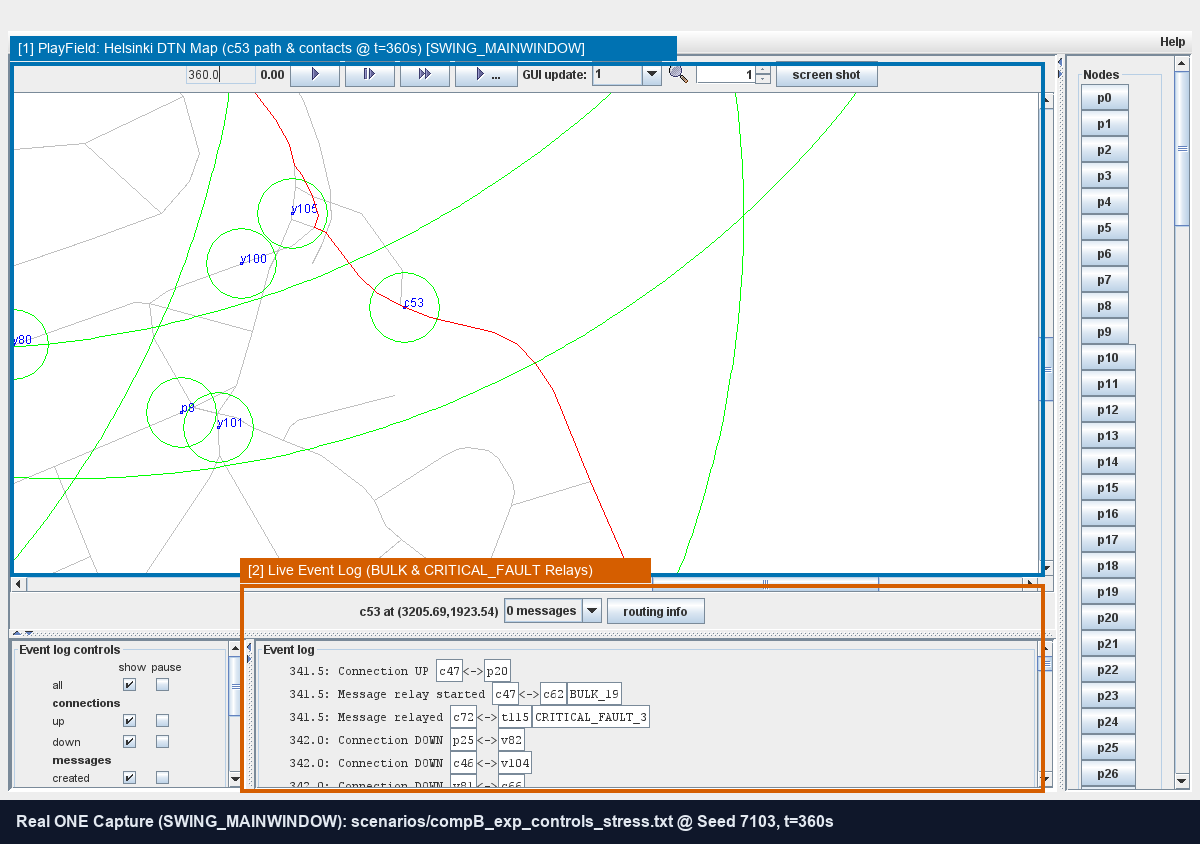 [1] PlayField: Helsinki DTN Map (c53 path & contacts @ t=360s) [SWING_MAINWINDOW]
Help
360.0 0.00 ... GUI update: 1 1 screen shot
y105
y100
c53
y80
p8
y101
Nodes
p0
p1
p2
p3
p4
p5
p6
p7
p8
p9
p10
p11
p12
p13
p14
p15
p16
p17
p18
p19
p20
p21
p22
p23
p24
p25
p26
[2] Live Event Log (BULK & CRITICAL_FAULT Relays)
c53 at (3205.69,1923.54) 0 messages routing info
Event log controls
show pause
all
connections
up
down
messages
created
Event log
341.5: Connection UP c47<->p20
341.5: Message relay started c47<->c62 BULK_19
341.5: Message relayed c72<->t115 CRITICAL_FAULT_3
342.0: Connection DOWN p25<->v82
342.0: Connection DOWN c46<->v104
342.0: Connection DOWN v81<->c66
Real ONE Capture (SWING_MAINWINDOW): scenarios/compB_exp_controls_stress.txt @ Seed 7103, t=360s